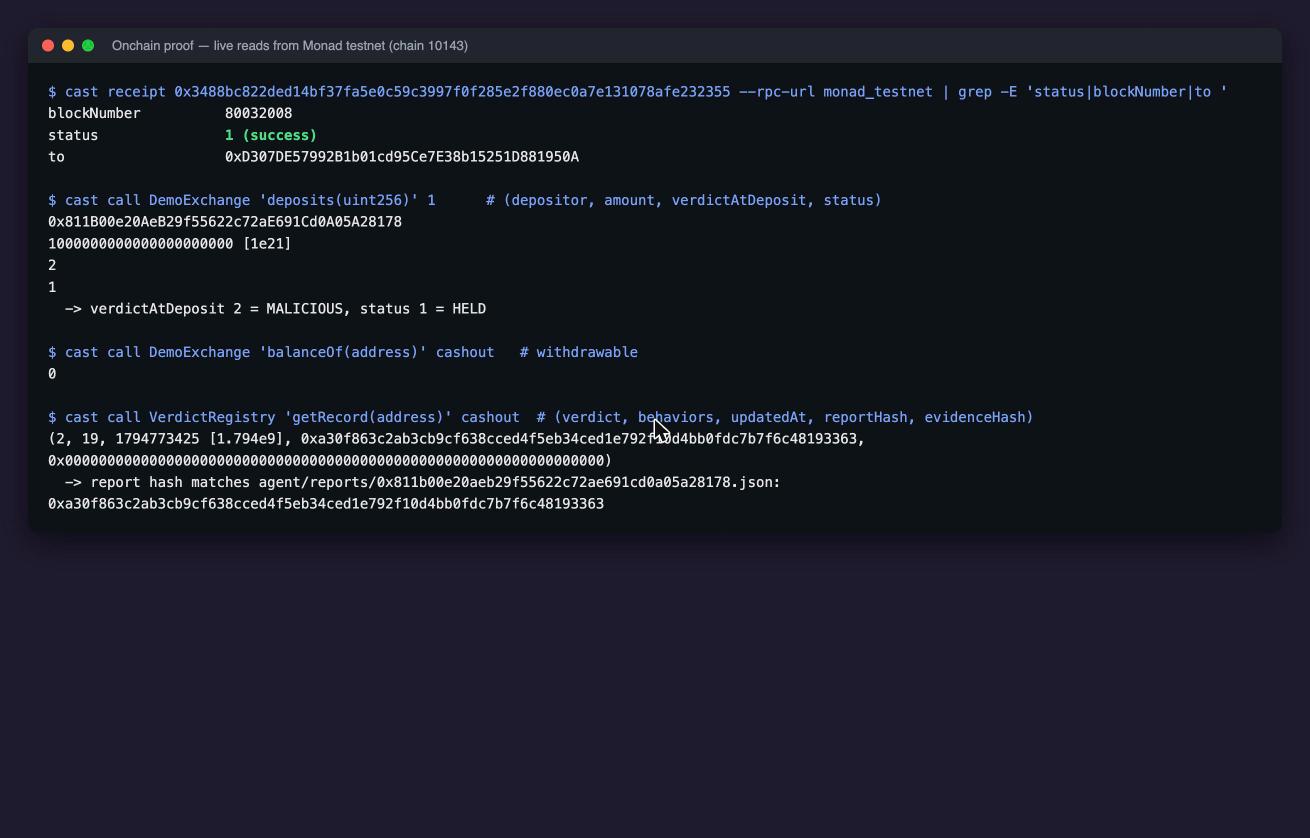 Onchain proof — live reads from Monad testnet (chain 10143)
$ cast receipt 0x3488bc822ded14bf37fa5e0c59c3997f0f285e2f880ec0a7e131078afe232355 --rpc-url monad_testnet | grep -E 'status|blockNumber|to '
blockNumber 80032008
status 1 (success)
to 0xD307DE57992B1b01cd95Ce7E38b15251D881950A
$ cast call DemoExchange 'deposits(uint256)' 1 # (depositor, amount, verdictAtDeposit, status)
0x811B00e20AeB29f55622c72aE691Cd0A05A28178
1000000000000000000000 [1e21]
2
1
—> verdictAtDeposit 2 = MALICIOUS, status 1 = HELD
$ cast call DemoExchange 'balanceOf(address)' cashout # withdrawable
0
$ cast call VerdictRegistry 'getRecord(address)' cashout # (verdict, behaviors, updatedAt, reportHash, evidenceHash)
(2, 19, 1794773425 [1.794e9], 0xa30f863c2ab3cb9cf638cced4f5eb34ced1e792f10d4bb0fdc7b7f6c48193363,
0x0000000000000000000000000000000000000000000000000000000000000000)
—> report hash matches agent/reports/0x811b00e20aeb29f55622c72ae691cd0a05a28178.json:
0xa30f863c2ab3cb9cf638cced4f5eb34ced1e792f10d4bb0fdc7b7f6c48193363